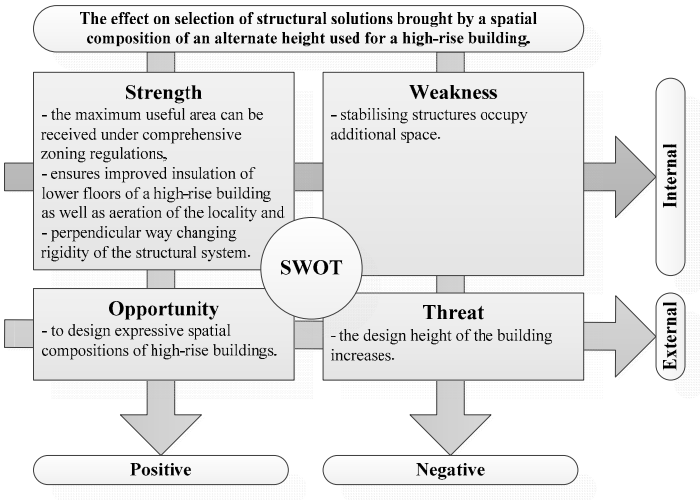 The effect on selection of structural solutions brought by a spatial
composition of an alternate height used for a high-rise building.
Strength
- the maximum useful area can be
received under comprehensive
zoning regulations,
- ensures improved insulation of
lower floors of a high-rise building
as well as aeration of the locality and
- perpendicular way changing
rigidity of the structural system.
Weakness
- stabilising structures occupy
additional space.
Internal
SWOT
Opportunity
- to design expressive spatial
compositions of high-rise buildings.
Threat
- the design height of the building
increases.
External
Positive
Negative